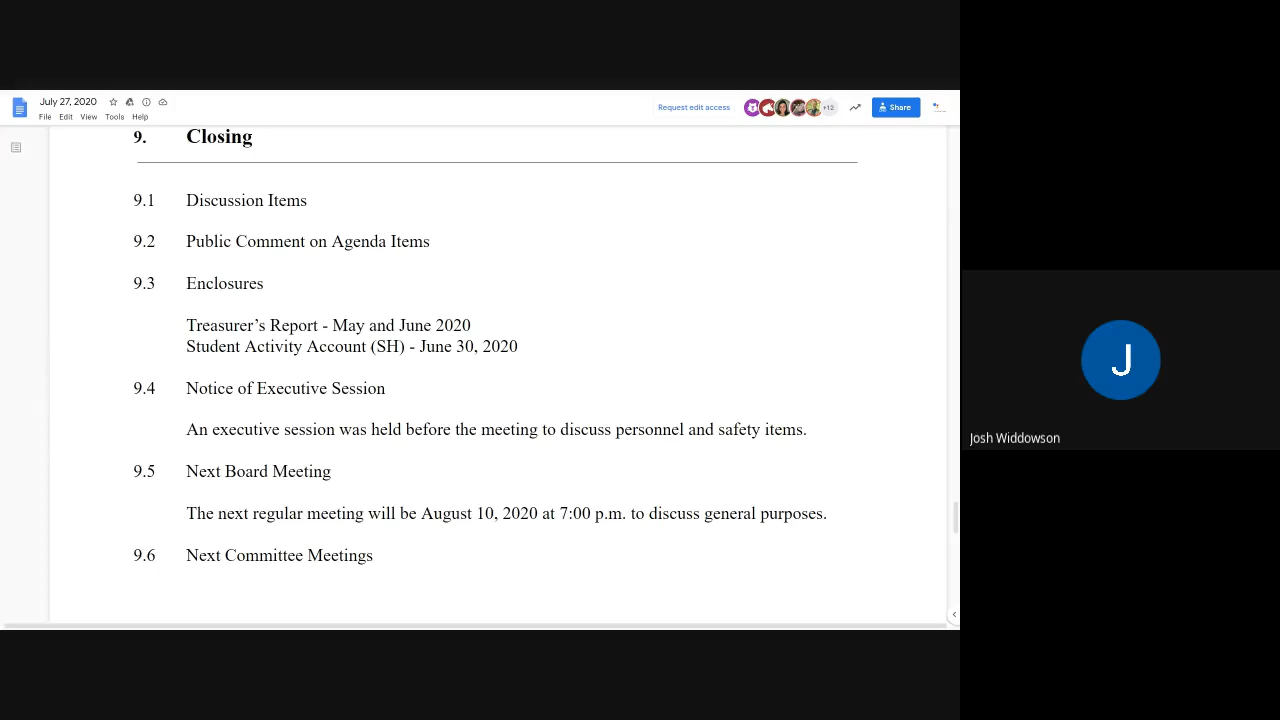 July 27, 2020
File Edit View Tools Help
Request edit access
+12
Share
9. Closing
9.1 Discussion Items
9.2 Public Comment on Agenda Items
9.3 Enclosures
Treasurer’s Report - May and June 2020
Student Activity Account (SH) - June 30, 2020
9.4 Notice of Executive Session
An executive session was held before the meeting to discuss personnel and safety items.
9.5 Next Board Meeting
The next regular meeting will be August 10, 2020 at 7:00 p.m. to discuss general purposes.
9.6 Next Committee Meetings
J
Josh Widdowson